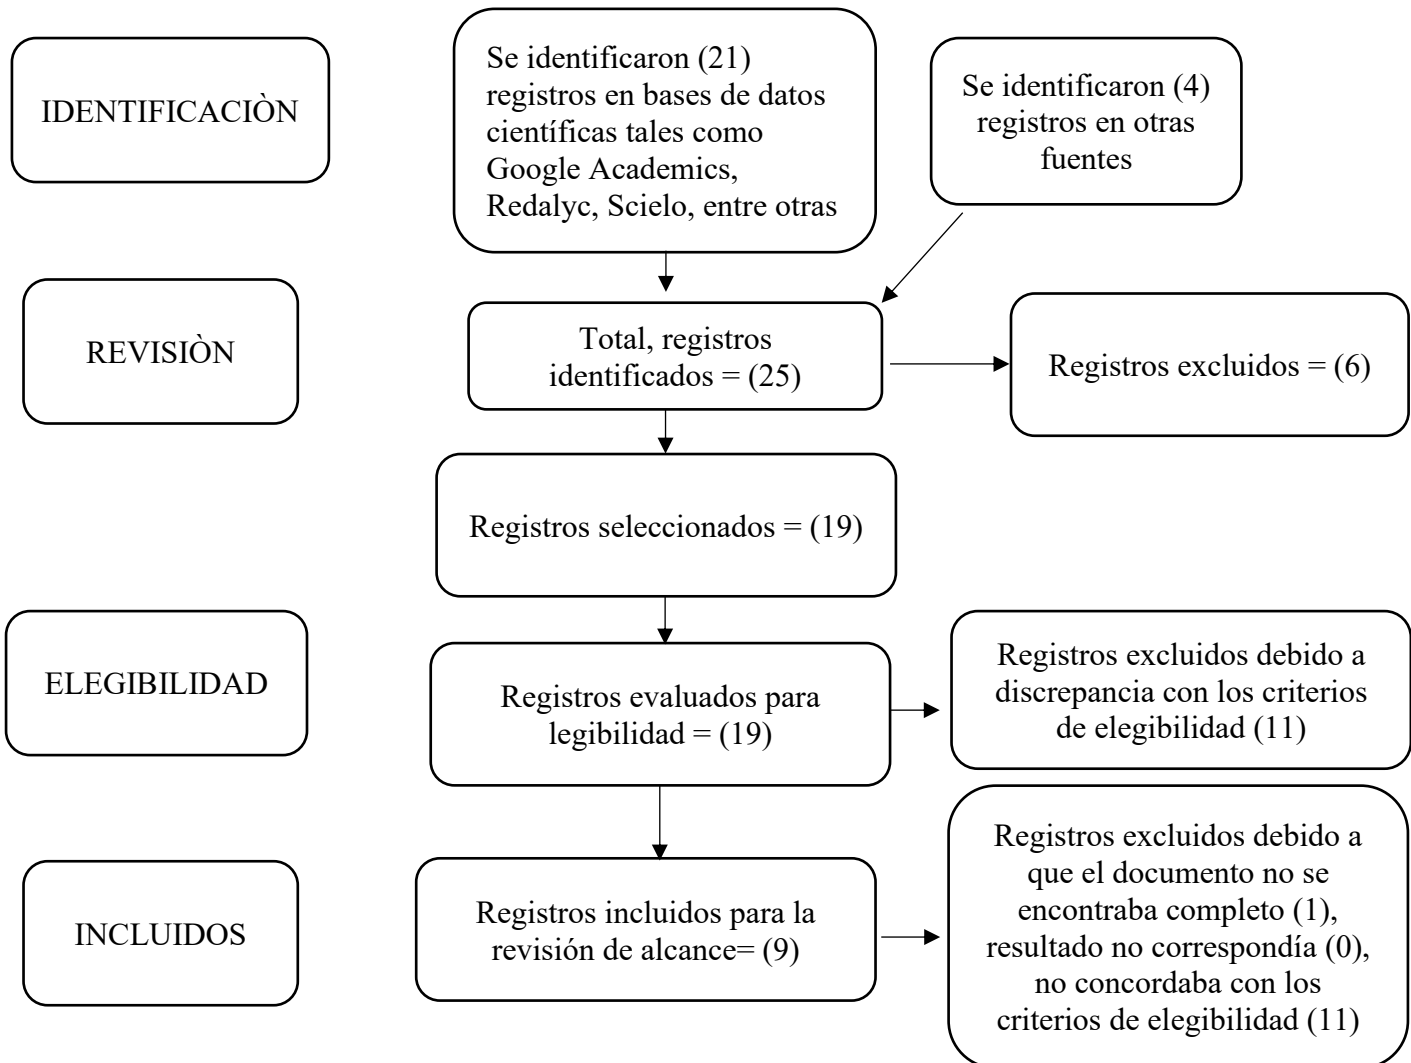 IDENTIFICACIÒN
Se identificaron (21)
registros en bases de datos
científicas tales como
Google Academics,
Redalyc, Scielo, entre otras
Se identificaron (4)
registros en otras
fuentes
REVISIÒN
Total, registros
identificados = (25)
Registros excluidos = (6)
Registros seleccionados = (19)
ELEGIBILIDAD
Registros evaluados para
legibilidad = (19)
Registros excluidos debido a
discrepancia con los criterios
de elegibilidad (11)
INCLUIDOS
Registros incluidos para la
revisión de alcance= (9)
Registros excluidos debido a
que el documento no se
encontraba completo (1),
resultado no correspondía (0),
no concordaba con los
criterios de elegibilidad (11)